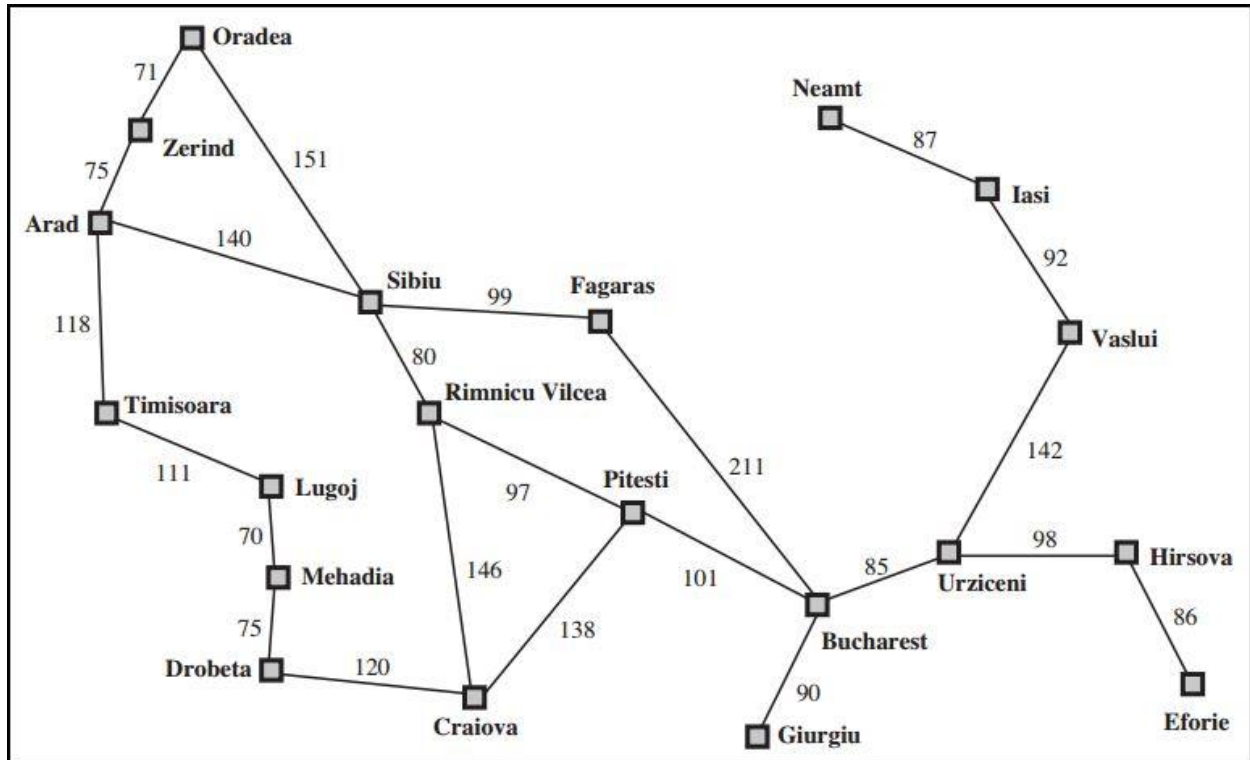 Oradea
71
Neamt
87
Zerind
151
75
Iasi
Arad
140
92
Sibiu
99
Fagaras
118
Vaslui
80
Timisoara
Rimnicu Vilcea
142
111
211
Lugoj
97
Pitesti
70
98
Hirsova
Mehadia
146
101
85
Urziceni
86
75
138
Bucharest
Drobeta
120
90
Craiova
Giurgiu
Eforie